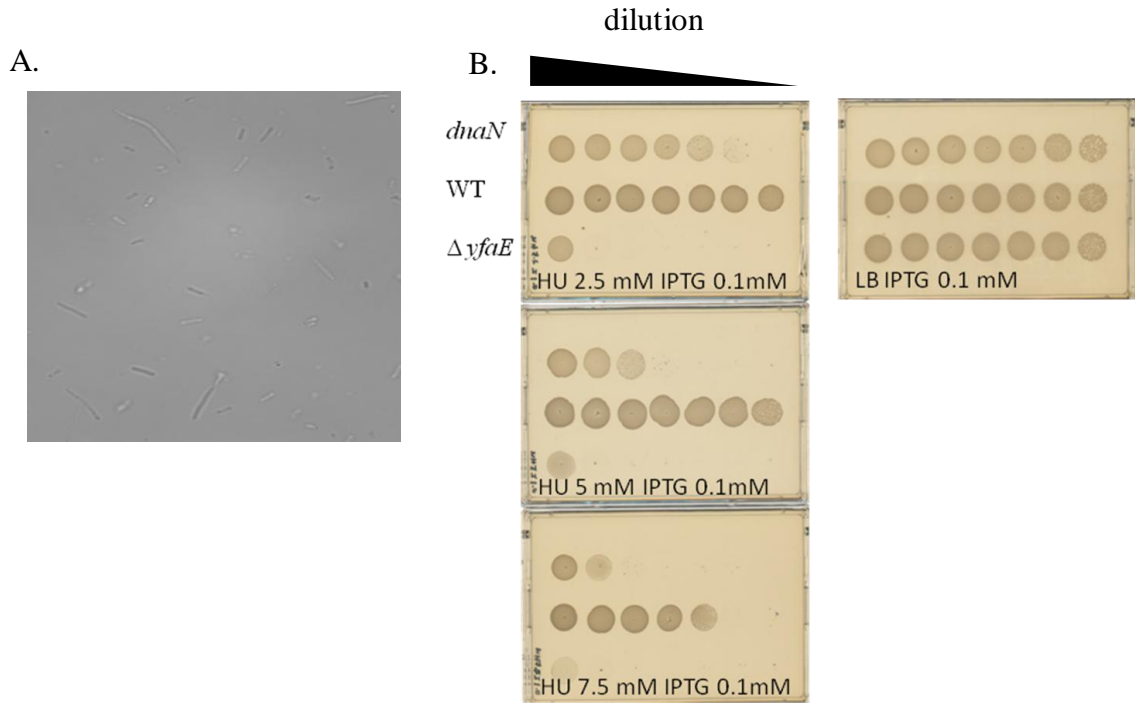 dilution
A.
B.
dnaN
WT
Δ yfaE
HU 2.5 mM IPTG 0.1mM
LB IPTG 0.1 mM
HU 5 mM IPTG 0.1mM
HU 7.5 mM IPTG 0.1mM